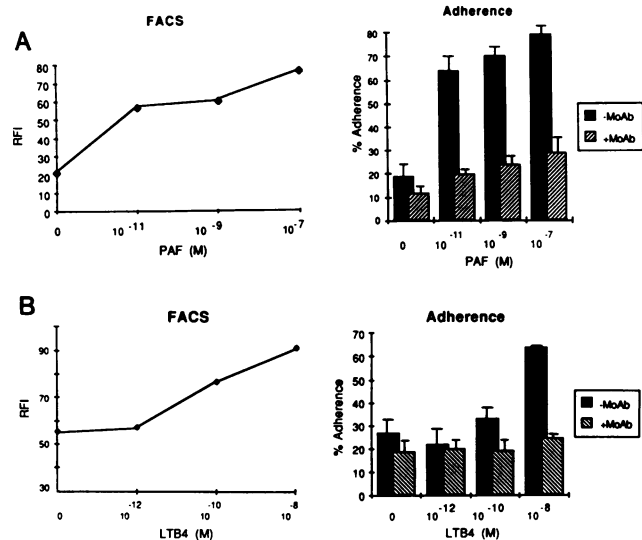 A
FACS
RFI
80
70
60
50
40
30
20
10
0
0
10 -11
10 -9
10 -7
PAF (M)
Adherence
% Adherence
80
70
60
50
40
30
20
10
0
0
10 -11
10 -9
10 -7
PAF (M)
-MoAb
+MoAb
B
FACS
RFI
90
70
50
30
0
10 -12
10 -10
10 -8
LTB4 (M)
Adherence
% Adherence
70
60
50
40
30
20
10
0
0
10 -12
10 -10
10 -8
LTB4 (M)
-MoAb
+MoAb